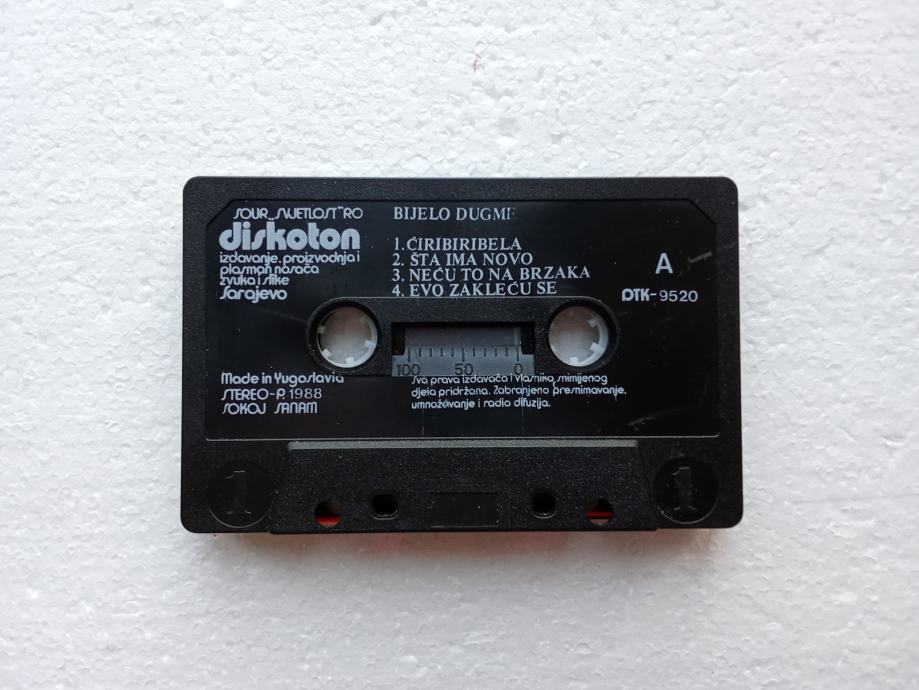 SOUR „SVJETLOST" RO
diskoton
izdavanje, proizvodnja i
plasman nosača
zvuka i slike
Sarajevo
BIJELO DUGME
1. ĆIRIBIRIBELA
2. ŠTA IMA NOVO
3. NEĆU TO NA BRZAKA
4. EVO ZAKLEĆU SE
A
DTK-9520
100 50 0
Made in Yugoslavia
STEREO-P 1988
SOKOJ SANAM
Sva prava izdavača i vlasnika snimljenog
djela pridržana. Zabranjeno presnimavanje,
umnožavanje i radio difuzija.
1
1